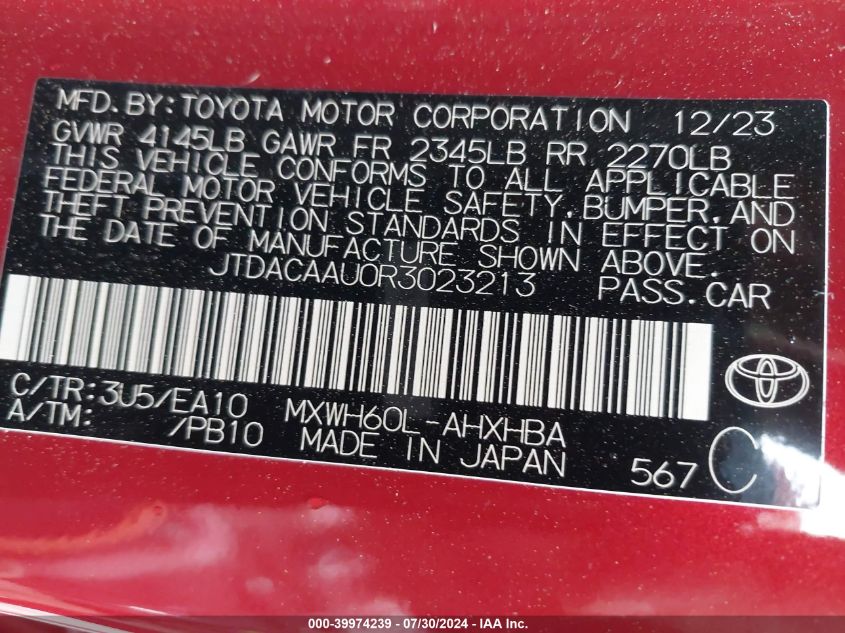 MFD.BY:TOYOTA MOTOR CORPORATION 12/23
GVWR 4145LB GAWR FR 2345LB RR 2270LB
THIS VEHICLE CONFORMS TO ALL APPLICABLE
FEDERAL MOTOR VEHICLE SAFETY,BUMPER,AND
THEFT PREVENTION STANDARDS IN EFFECT ON
THE DATE OF MANUFACTURE SHOWN ABOVE.
JTDACAAU0R3023213 PASS.CAR
C/TR:3U5/EA10 MXWH60L-AHXHBA
A/TM: /PB10 MADE IN JAPAN 567 C
000-39974239 - 07/30/2024 - IAA Inc.